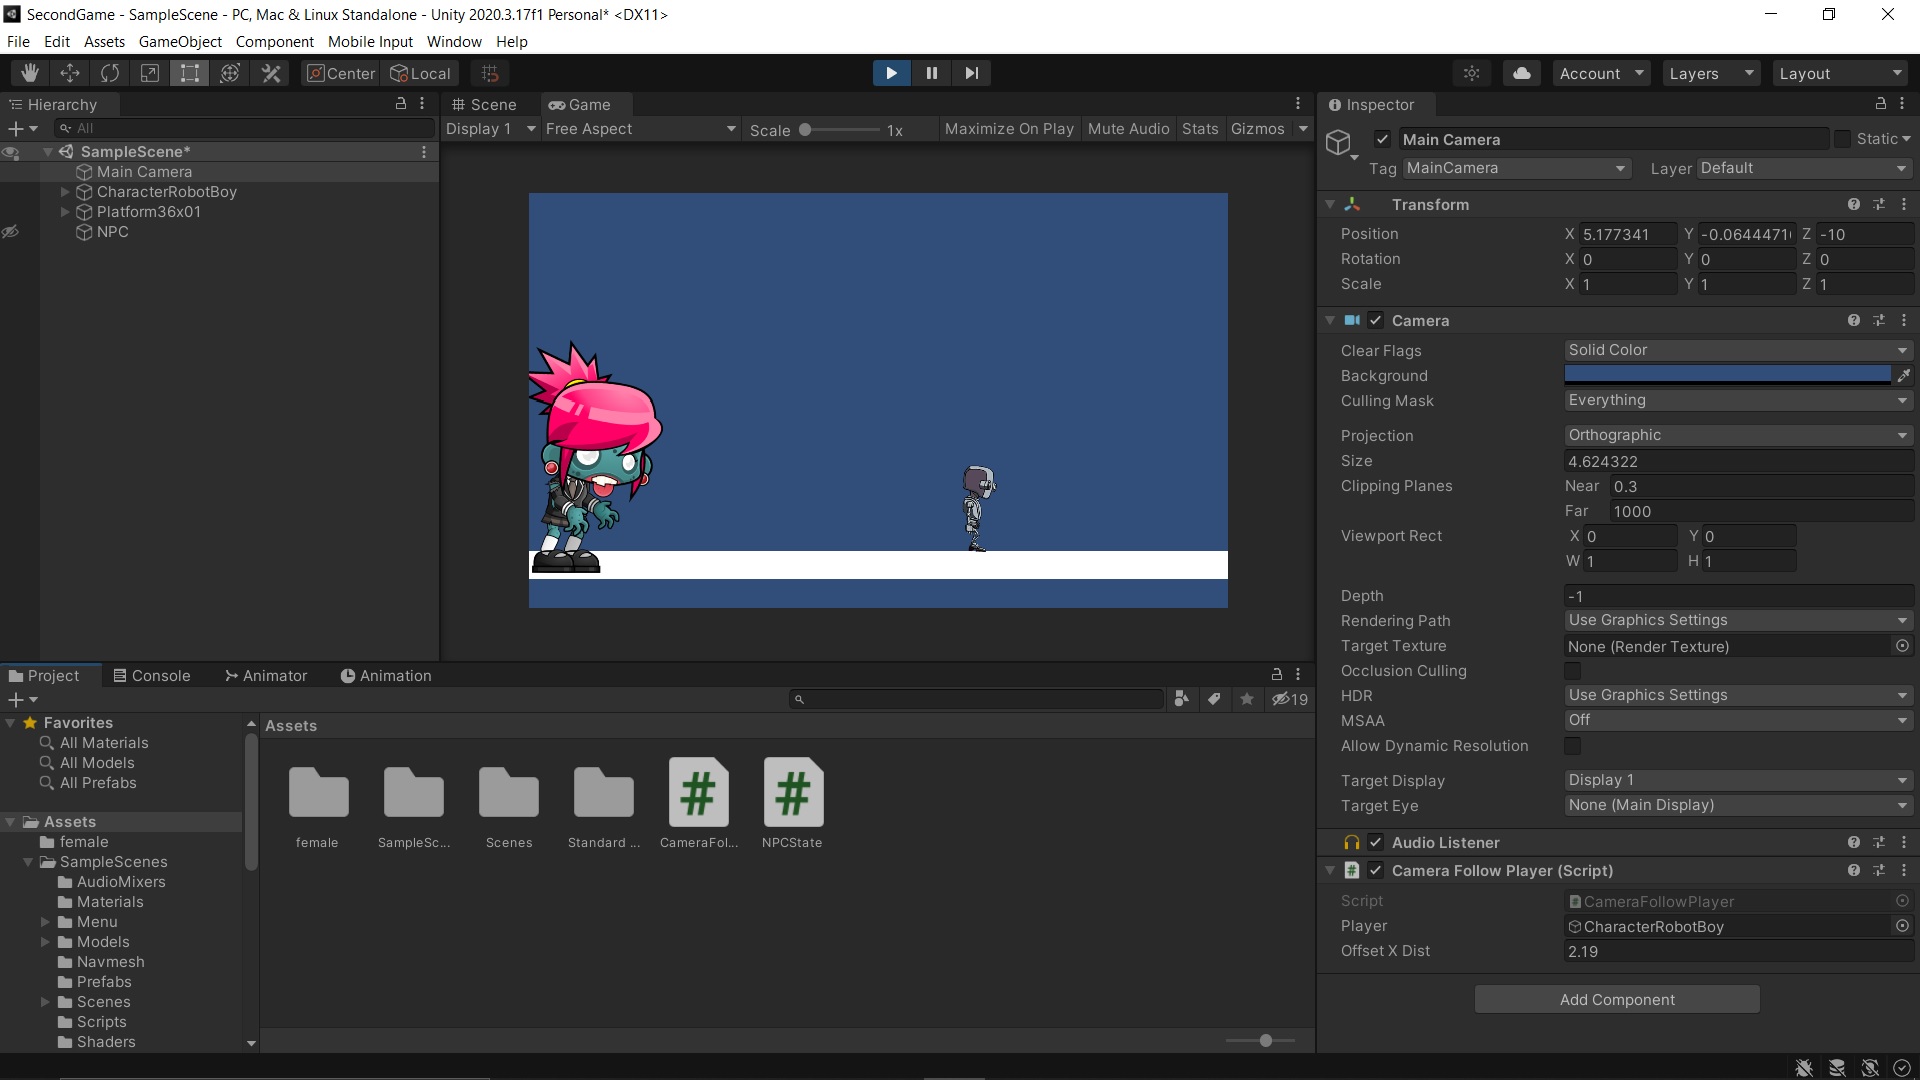 SecondGame - SampleScene - PC, Mac & Linux Standalone - Unity 2020.3.17f1 Personal* <DX11>
File Edit Assets GameObject Component Mobile Input Window Help
Center Local Account Layers Layout
Hierarchy
All
SampleScene*
Main Camera
CharacterRobotBoy
Platform36x01
NPC
Scene Game
Display 1 Free Aspect Scale 1x Maximize On Play Mute Audio Stats Gizmos
Inspector
Main Camera Static
Tag MainCamera Layer Default
Transform
Position X 5.177341 Y -0.0644471 Z -10
Rotation X 0 Y 0 Z 0
Scale X 1 Y 1 Z 1
Camera
Clear Flags Solid Color
Background
Culling Mask Everything
Projection Orthographic
Size 4.624322
Clipping Planes Near 0.3
Far 1000
Viewport Rect X 0 Y 0
W 1 H 1
Depth -1
Rendering Path Use Graphics Settings
Target Texture None (Render Texture)
Occlusion Culling
HDR Use Graphics Settings
MSAA Off
Allow Dynamic Resolution
Target Display Display 1
Target Eye None (Main Display)
Audio Listener
Camera Follow Player (Script)
Script CameraFollowPlayer
Player CharacterRobotBoy
Offset X Dist 2.19
Add Component
Project Console Animator Animation
19
Favorites
All Materials
All Models
All Prefabs
Assets
female
SampleScenes
AudioMixers
Materials
Menu
Models
Navmesh
Prefabs
Scenes
Scripts
Shaders
Assets
female SampleSc... Scenes Standard ... CameraFol... NPCState